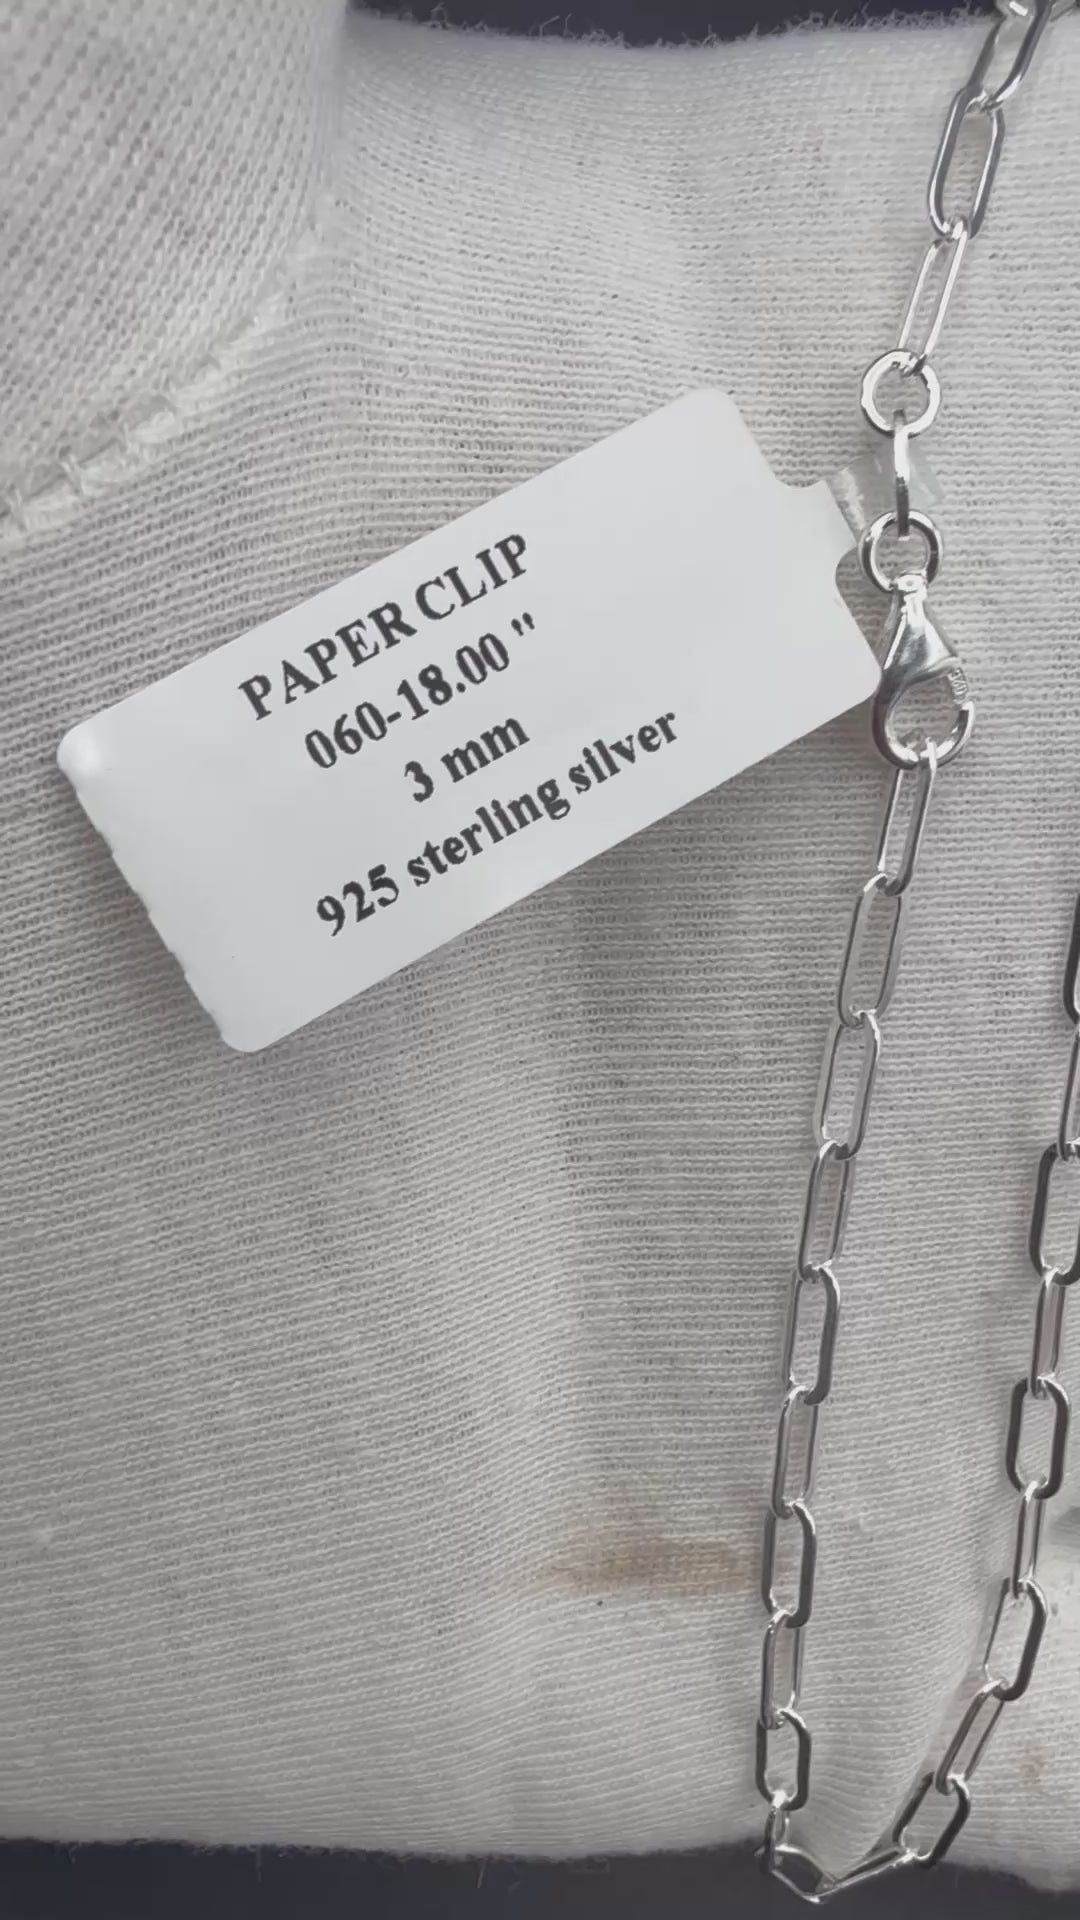 PAPER CLIP
060-18.00 "
3 mm
925 sterling silver